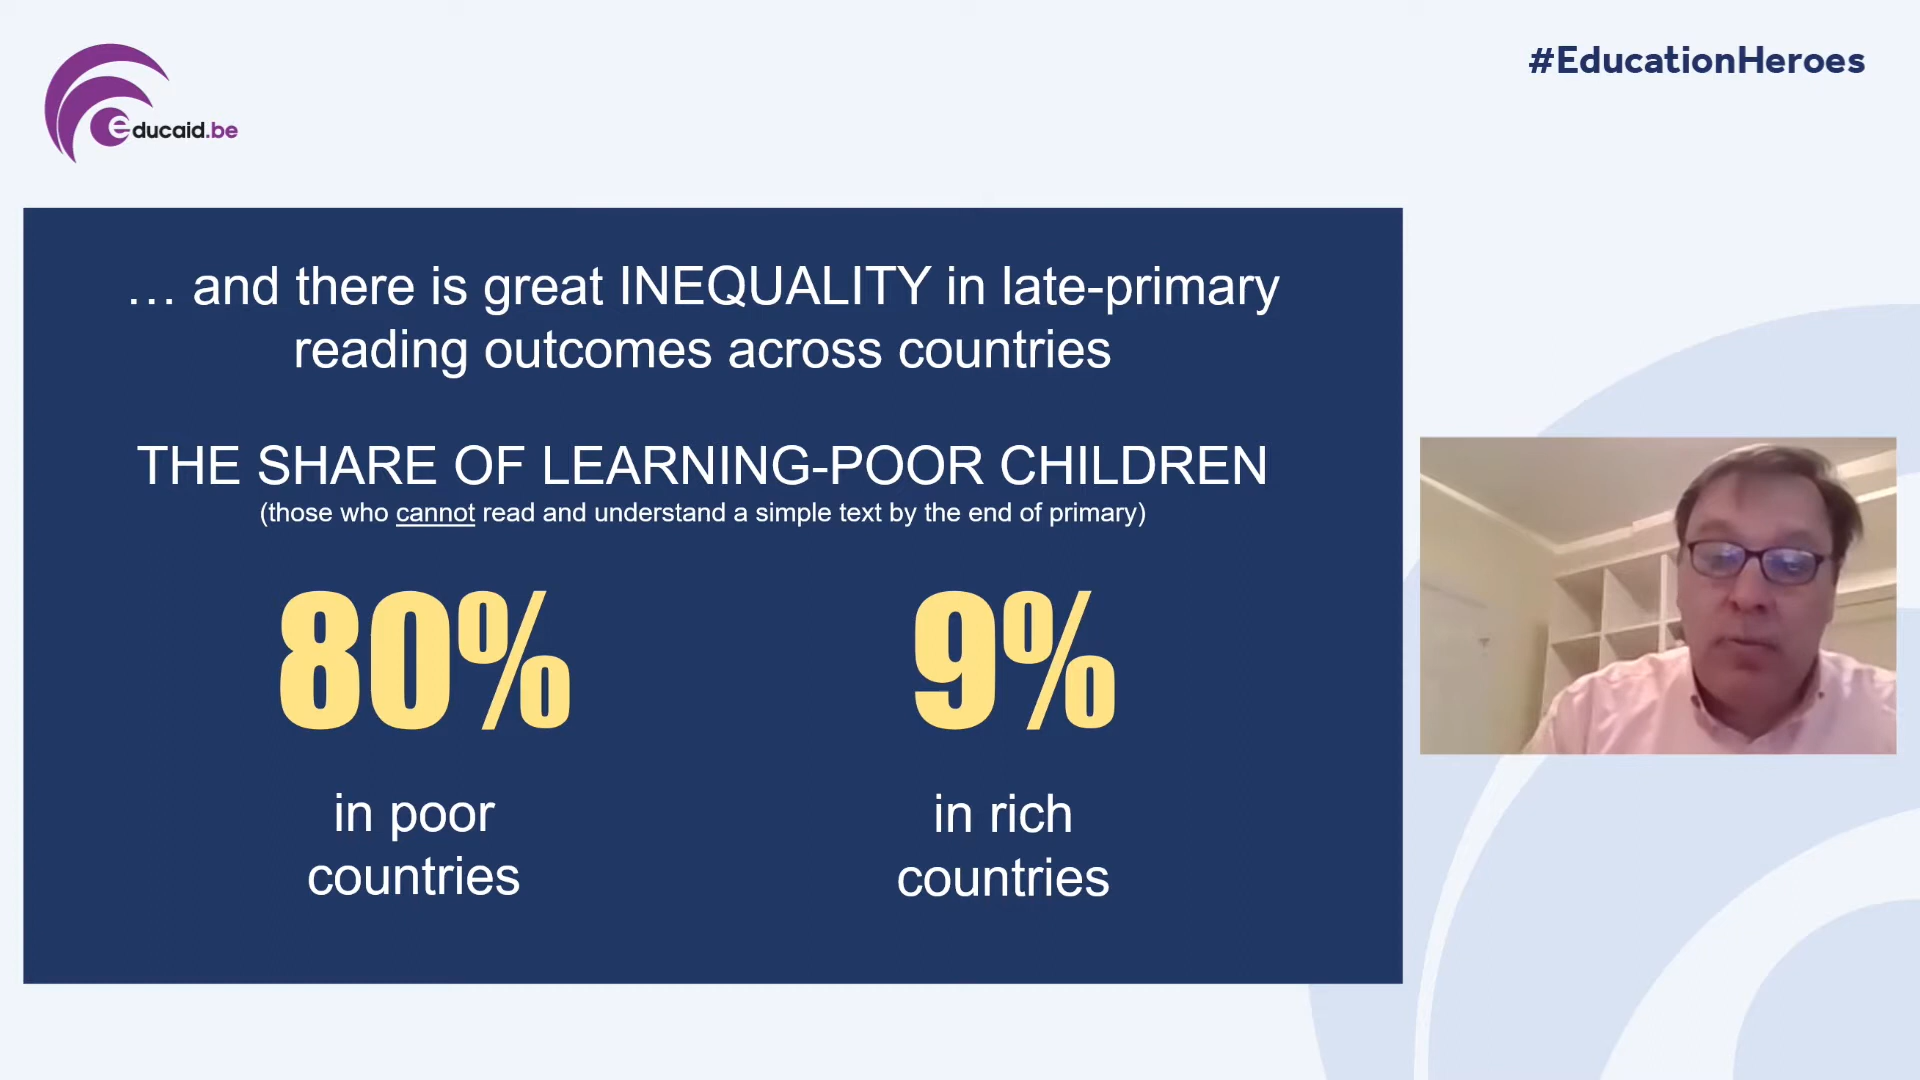 educaid.be
#EducationHeroes
… and there is great INEQUALITY in late-primary
reading outcomes across countries
THE SHARE OF LEARNING-POOR CHILDREN
(those who cannot read and understand a simple text by the end of primary)
80%
in poor
countries
9%
in rich
countries